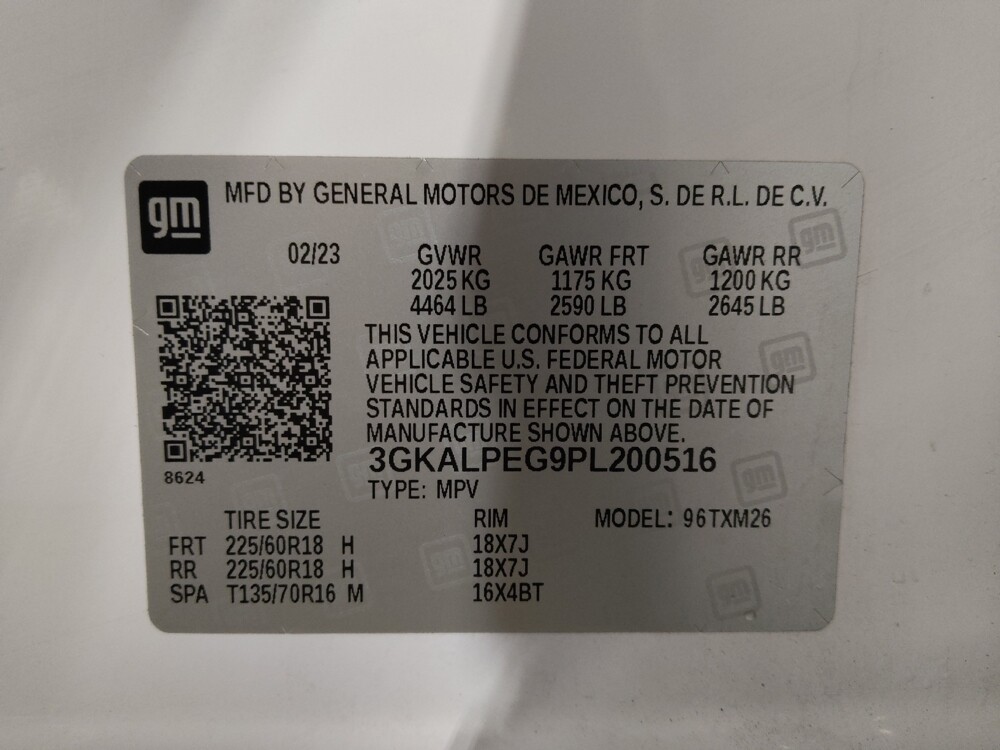 gm
MFD BY GENERAL MOTORS DE MEXICO, S. DE R.L. DE C.V.
02/23 GVWR GAWR FRT GAWR RR
2025 KG 1175 KG 1200 KG
4464 LB 2590 LB 2645 LB
THIS VEHICLE CONFORMS TO ALL
APPLICABLE U.S. FEDERAL MOTOR
VEHICLE SAFETY AND THEFT PREVENTION
STANDARDS IN EFFECT ON THE DATE OF
MANUFACTURE SHOWN ABOVE.
3GKALPEG9PL200516
8624
TYPE: MPV
TIRE SIZE RIM MODEL: 96TXM26
FRT 225/60R18 H 18X7J
RR 225/60R18 H 18X7J
SPA T135/70R16 M 16X4BT